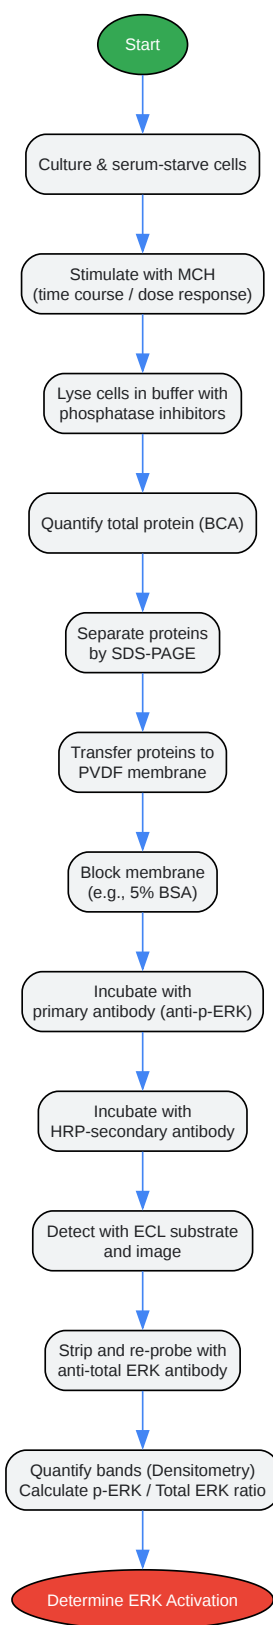 Start
Culture & serum-starve cells
Stimulate with MCH
(time course / dose response)
Lyse cells in buffer with
phosphatase inhibitors
Quantify total protein (BCA)
Separate proteins
by SDS-PAGE
Transfer proteins to
PVDF membrane
Block membrane
(e.g., 5% BSA)
Incubate with
primary antibody (anti-p-ERK)
Incubate with
HRP-secondary antibody
Detect with ECL substrate
and image
Strip and re-probe with
anti-total ERK antibody
Quantify bands (Densitometry)
Calculate p-ERK / Total ERK ratio
Determine ERK Activation